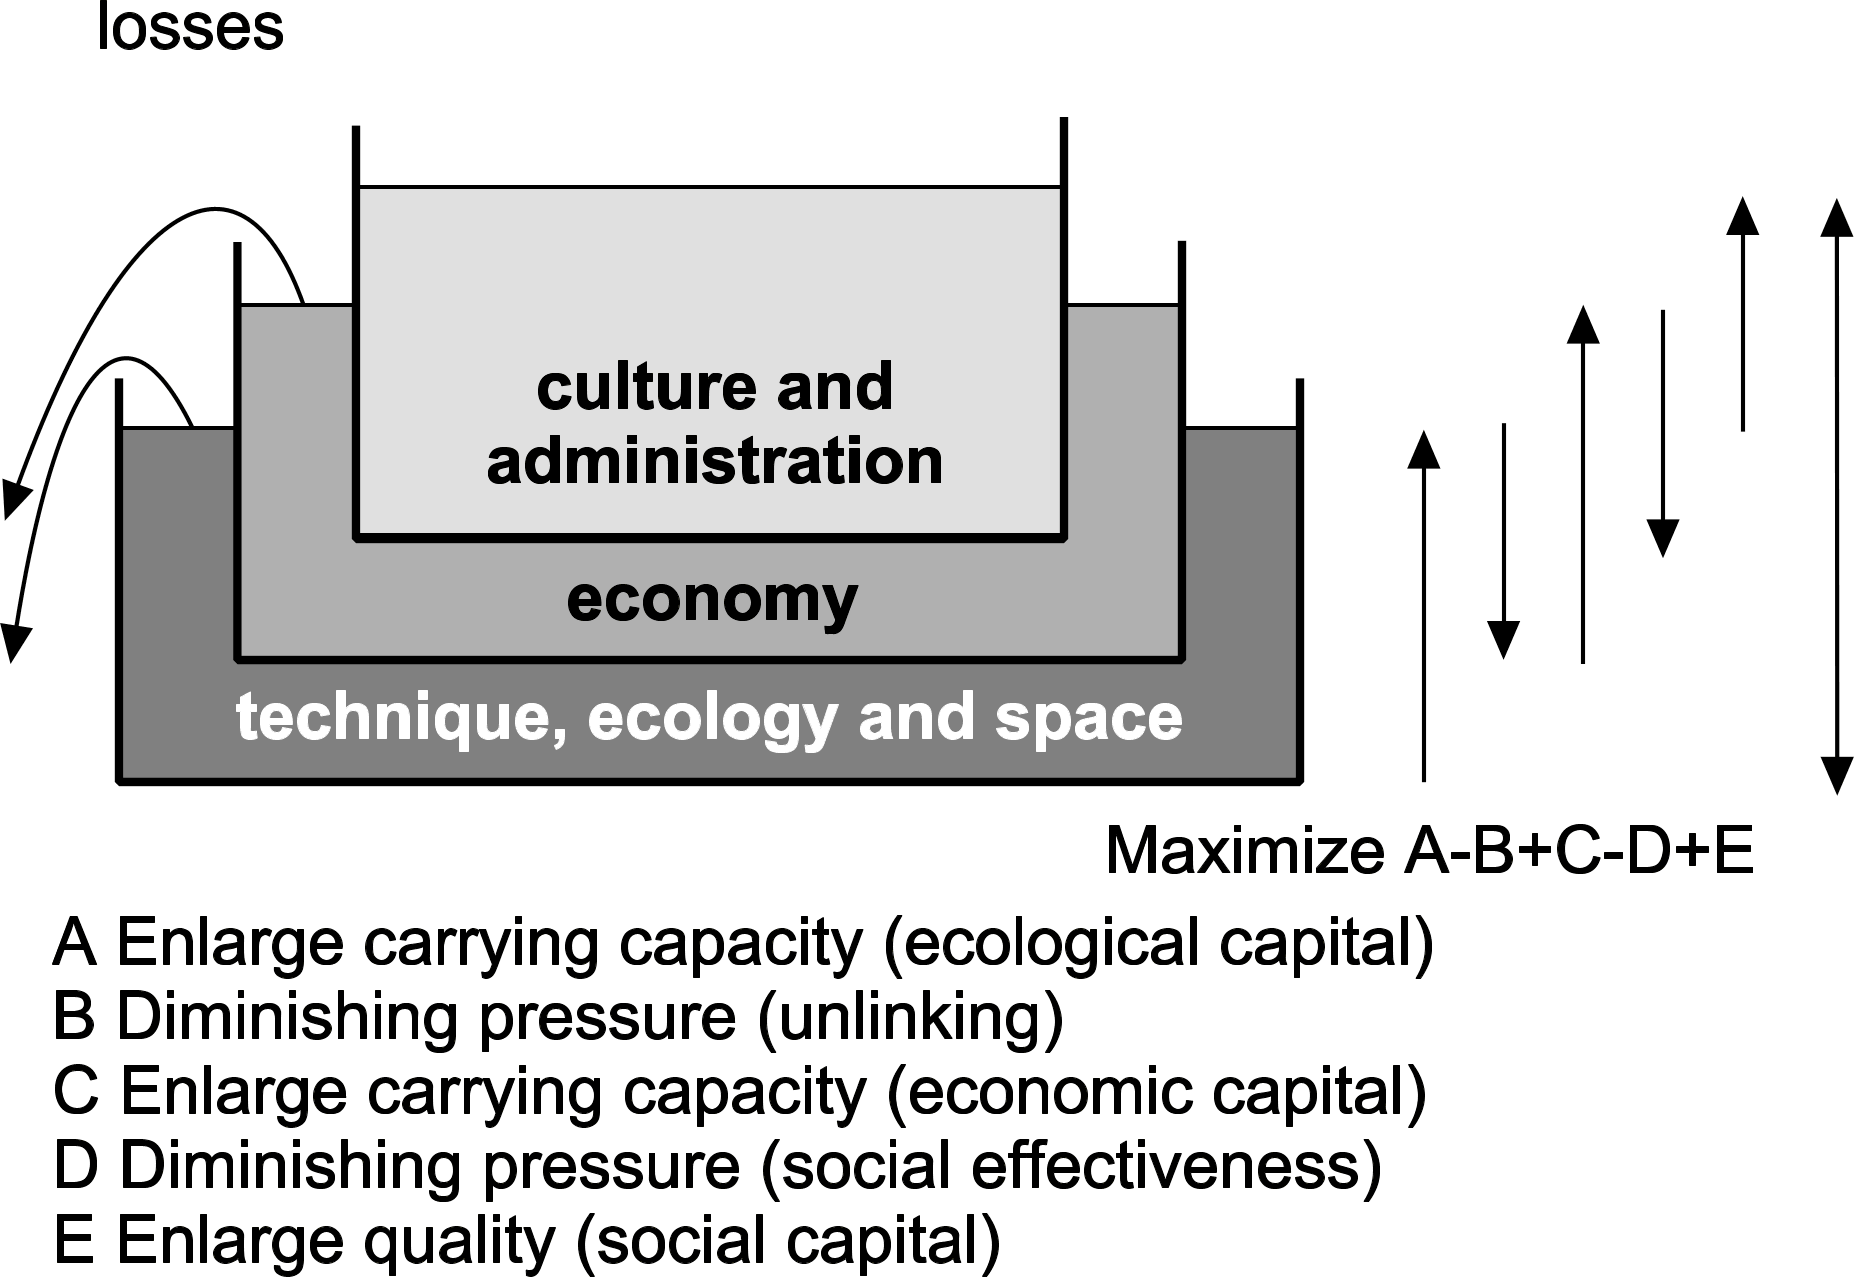 losses
culture and
administration
economy
technique, ecology and space
Maximize A-B+C-D+E
A Enlarge carrying capacity (ecological capital)
B Diminishing pressure (unlinking)
C Enlarge carrying capacity (economic capital)
D Diminishing pressure (social effectiveness)
E Enlarge quality (social capital)